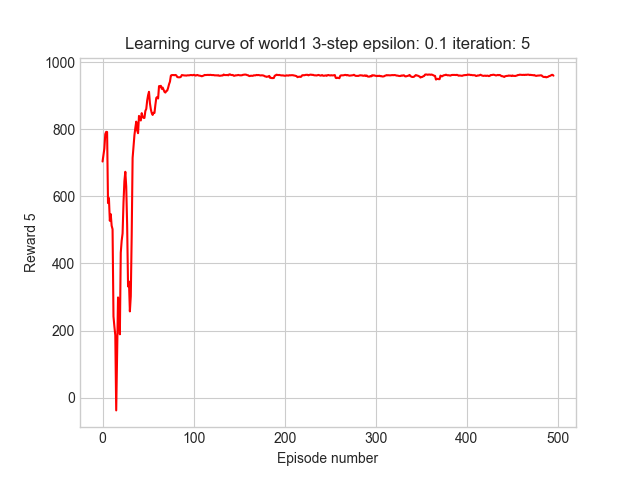 Learning curve of world1 3-step epsilon: 0.1 iteration: 5
1000
800
600
400
200
0
Reward 5
0 100 200 300 400 500
Episode number